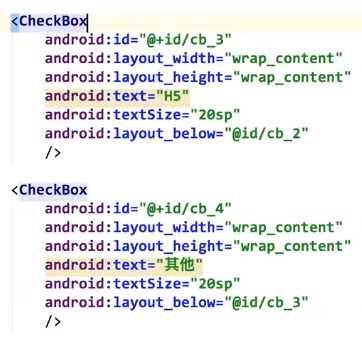 <CheckBox
android:id="@+id/cb_3"
android:layout_width="wrap_content"
android:layout_height="wrap_content"
android:text="H5"
android:textSize="20sp"
android:layout_below="@id/cb_2"
/>
<CheckBox
android:id="@+id/cb_4"
android:layout_width="wrap_content"
android:layout_height="wrap_content"
android:text="其他"
android:textSize="20sp"
android:layout_below="@id/cb_3"
/>